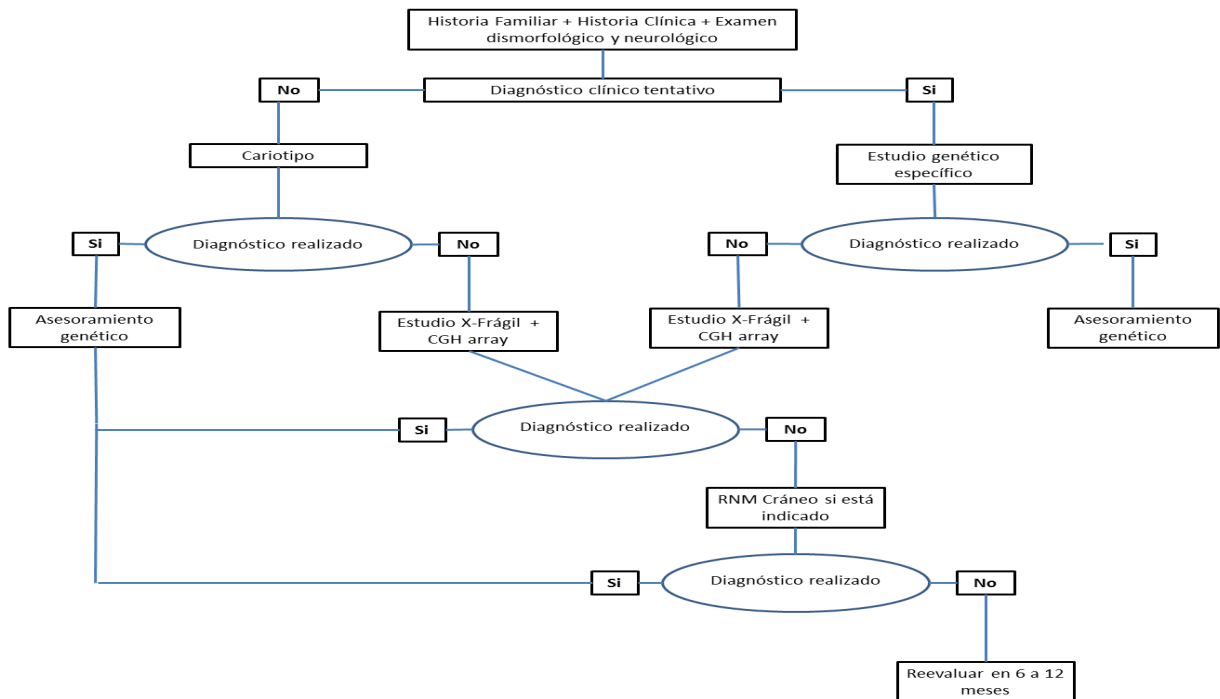 Historia Familiar + Historia Clínica + Examen
dismorfológico y neurológico
No
Diagnóstico clínico tentativo
Si
Cariotipo
Estudio genético
específico
Si
Diagnóstico realizado
No
No
Diagnóstico realizado
Si
Asesoramiento
genético
Estudio X-Frágil +
CGH array
Estudio X-Frágil +
CGH array
Asesoramiento
genético
Si
Diagnóstico realizado
No
RNM Cráneo si está
indicado
Si
Diagnóstico realizado
No
Reevaluar en 6 a 12
meses